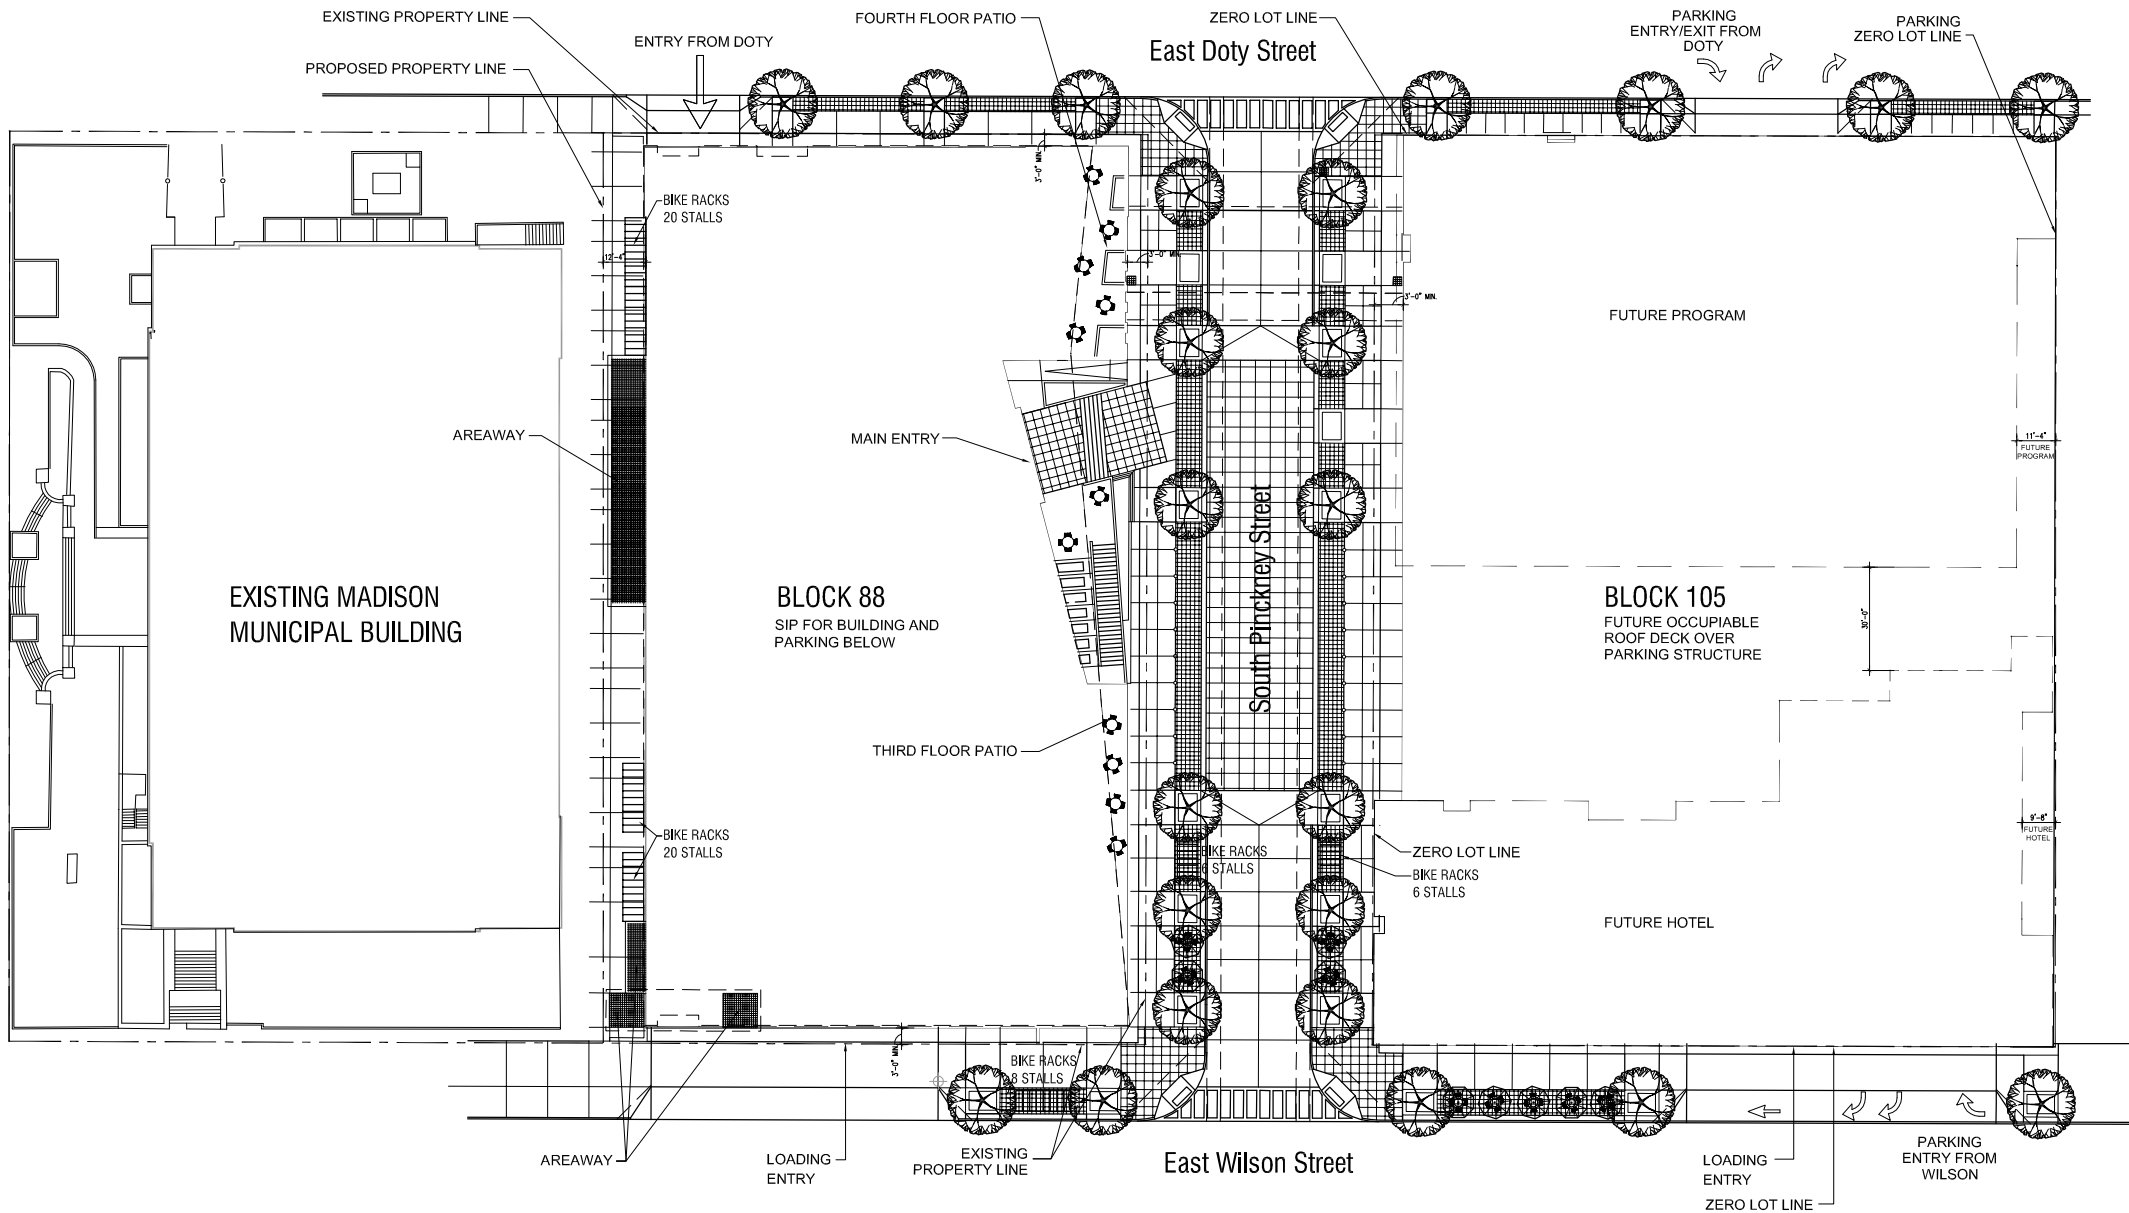 EXISTING PROPERTY LINE
FOURTH FLOOR PATIO
ZERO LOT LINE
PARKING
ENTRY/EXIT FROM
DOTY
PARKING
ZERO LOT LINE
ENTRY FROM DOTY
East Doty Street
PROPOSED PROPERTY LINE
3'-0" MIN.
BIKE RACKS
20 STALLS
12'-4"
3'-0" MIN.
3'-0" MIN.
FUTURE PROGRAM
AREAWAY
MAIN ENTRY
11'-4"
FUTURE
PROGRAM
South Pinckney Street
EXISTING MADISON
MUNICIPAL BUILDING
BLOCK 88
SIP FOR BUILDING AND
PARKING BELOW
BLOCK 105
FUTURE OCCUPIABLE
ROOF DECK OVER
PARKING STRUCTURE
30'-0"
THIRD FLOOR PATIO
BIKE RACKS
20 STALLS
9'-8"
FUTURE
HOTEL
BIKE RACKS
6 STALLS
ZERO LOT LINE
BIKE RACKS
6 STALLS
FUTURE HOTEL
3'-0" MIN.
BIKE RACKS
8 STALLS
AREAWAY
LOADING
ENTRY
EXISTING
PROPERTY LINE
East Wilson Street
LOADING
ENTRY
ZERO LOT LINE
PARKING
ENTRY FROM
WILSON